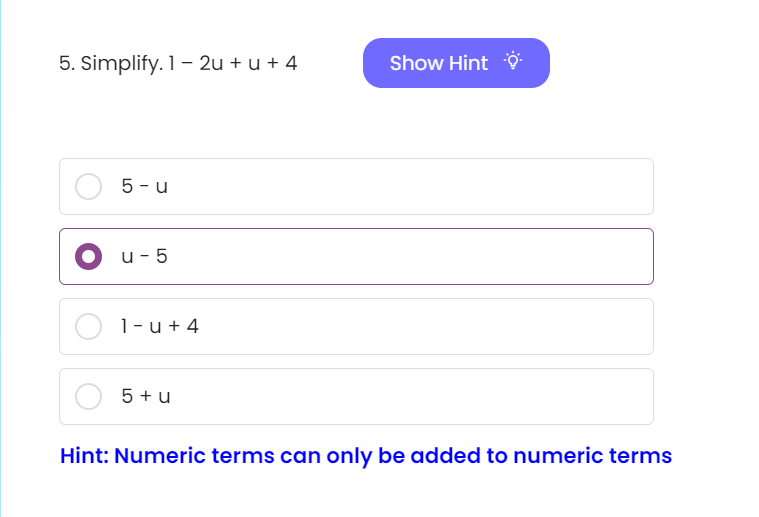 5. Simplify. 1 – 2u + u + 4
Show Hint
5 - u
u - 5
1 - u + 4
5 + u
Hint: Numeric terms can only be added to numeric terms